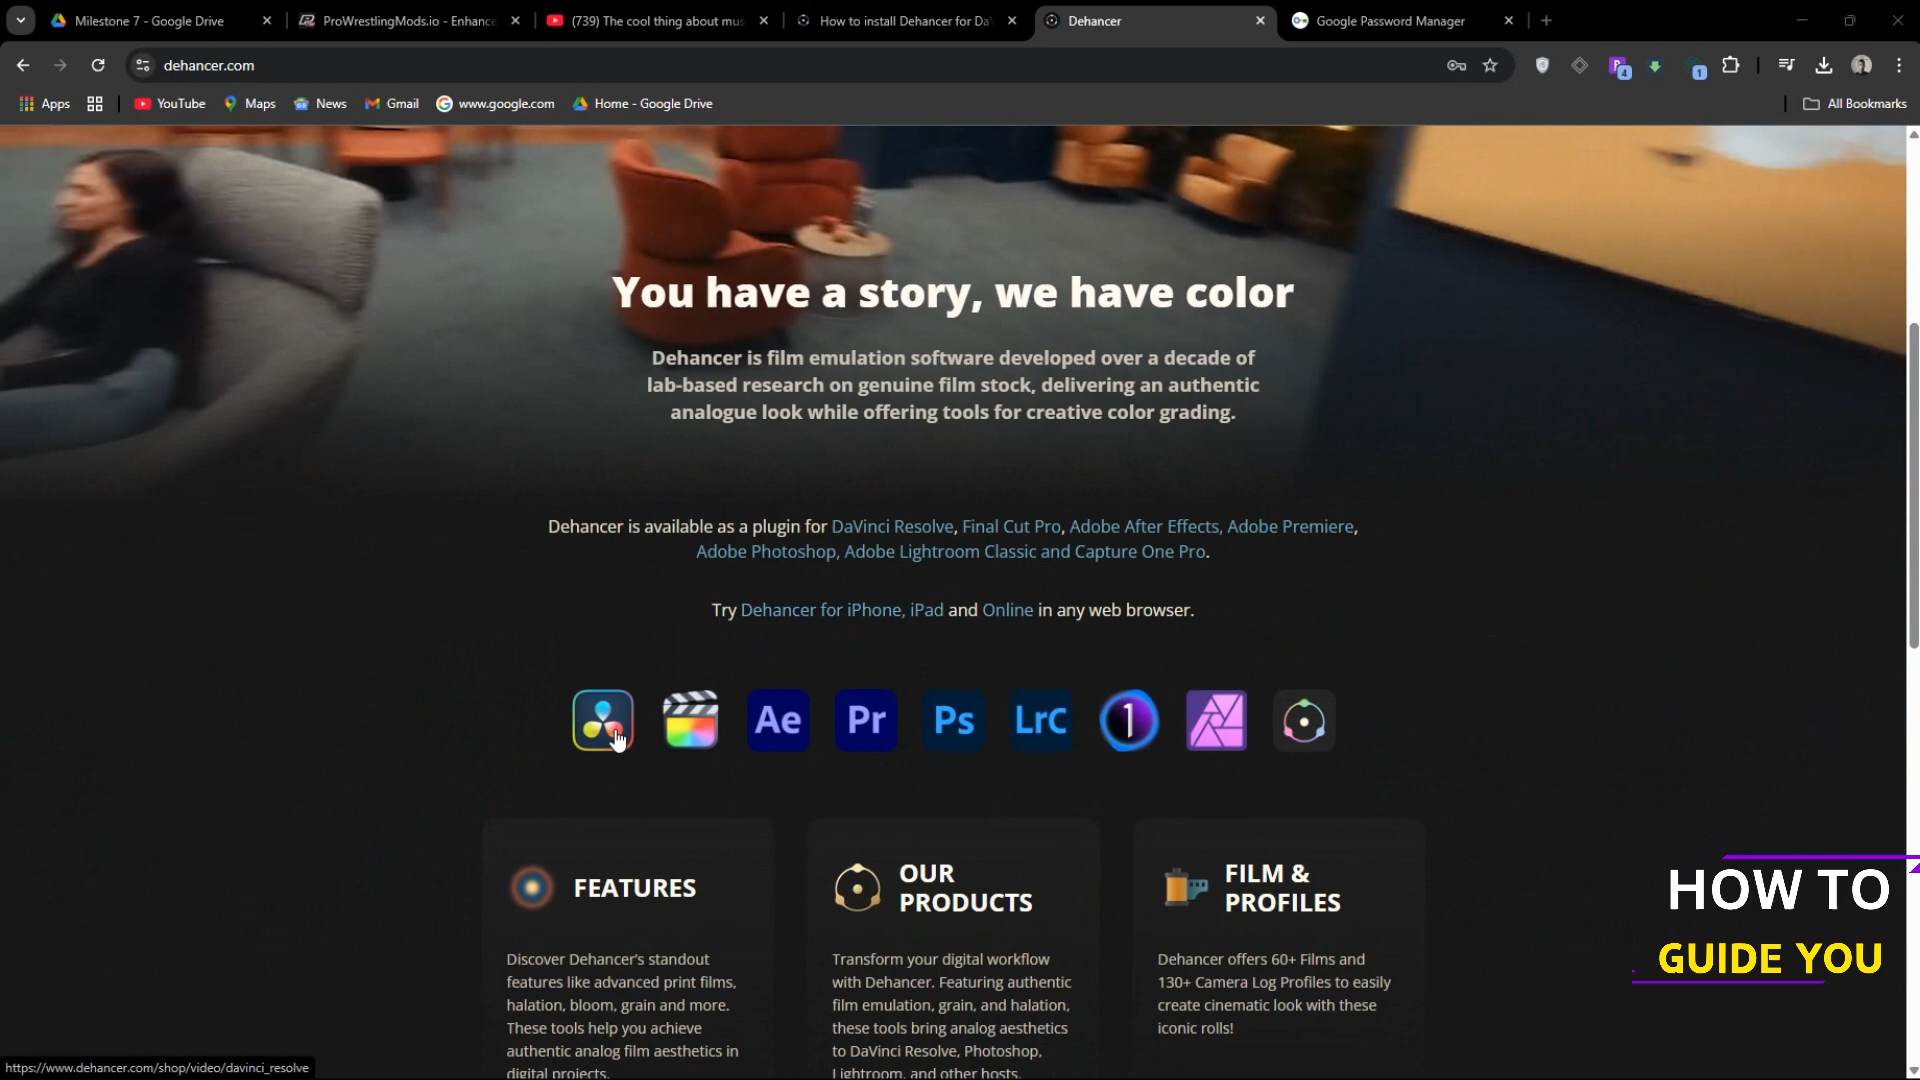 Milestone 7 - Google Drive
ProWrestlingMods.io - Enhance
(739) The cool thing about mus
How to install Dehancer for Da
Dehancer
Google Password Manager
dehancer.com
4
1
Apps
YouTube
Maps
News
Gmail
www.google.com
Home - Google Drive
All Bookmarks
You have a story, we have color
Dehancer is film emulation software developed over a decade of
lab-based research on genuine film stock, delivering an authentic
analogue look while offering tools for creative color grading.
Dehancer is available as a plugin for DaVinci Resolve, Final Cut Pro, Adobe After Effects, Adobe Premiere,
Adobe Photoshop, Adobe Lightroom Classic and Capture One Pro.
Try Dehancer for iPhone, iPad and Online in any web browser.
Ae
Pr
Ps
LrC
1
FEATURES
Discover Dehancer's standout
features like advanced print films,
halation, bloom, grain and more.
These tools help you achieve
authentic analog film aesthetics in
digital projects.
OUR
PRODUCTS
Transform your digital workflow
with Dehancer. Featuring authentic
film emulation, grain, and halation,
these tools bring analog aesthetics
to DaVinci Resolve, Photoshop,
Lightroom, and other hosts.
FILM &
PROFILES
Dehancer offers 60+ Films and
130+ Camera Log Profiles to easily
create cinematic look with these
iconic rolls!
HOW TO
GUIDE YOU
https://www.dehancer.com/shop/video/davinci_resolve